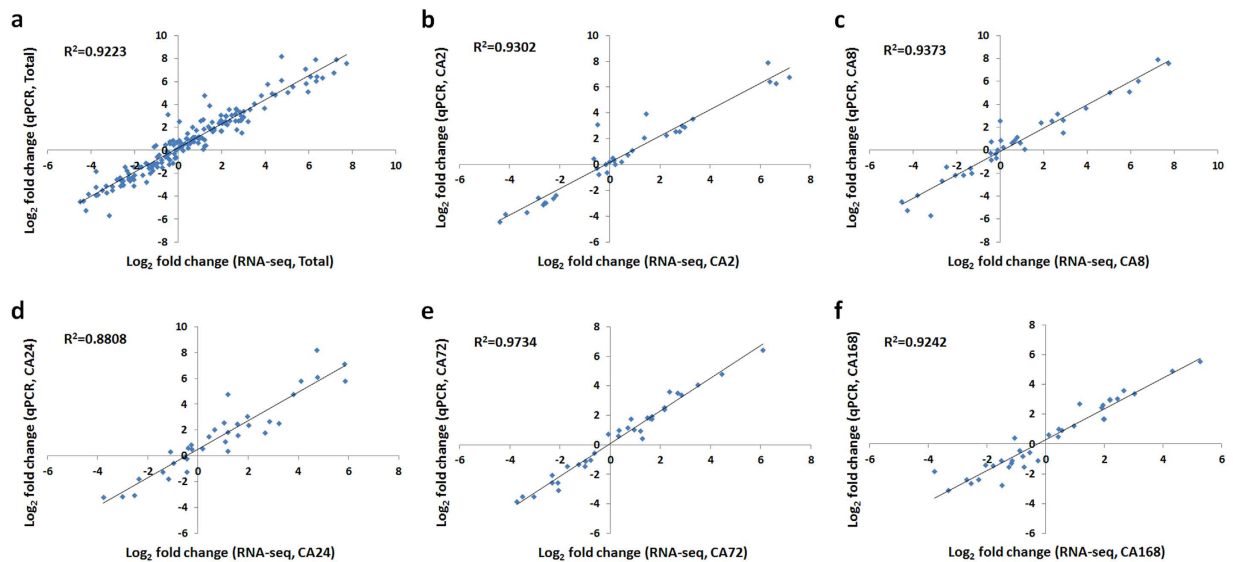 a
R²=0.9223
Log₂ fold change (qPCR, Total)
10
8
6
4
2
0
-2
-4
-6
-8
-6 -4 -2 0 2 4 6 8 10
Log₂ fold change (RNA-seq, Total)
b
R²=0.9302
Log₂ fold change (qPCR, CA2)
10
8
6
4
2
0
-2
-4
-6
-6 -4 -2 0 2 4 6 8
Log₂ fold change (RNA-seq, CA2)
c
R²=0.9373
Log₂ fold change (qPCR, CA8)
10
8
6
4
2
0
-2
-4
-6
-8
-6 -4 -2 0 2 4 6 8 10
Log₂ fold change (RNA-seq, CA8)
d
R²=0.8808
Log₂ fold change (qPCR, CA24)
10
8
6
4
2
0
-2
-4
-6
-6 -4 -2 0 2 4 6 8
Log₂ fold change (RNA-seq, CA24)
e
R²=0.9734
Log₂ fold change (qPCR, CA72)
8
6
4
2
0
-2
-4
-6
-6 -4 -2 0 2 4 6 8
Log₂ fold change (RNA-seq, CA72)
f
R²=0.9242
Log₂ fold change (qPCR, CA168)
8
6
4
2
0
-2
-4
-6
-6 -4 -2 0 2 4 6
Log₂ fold change (RNA-seq, CA168)